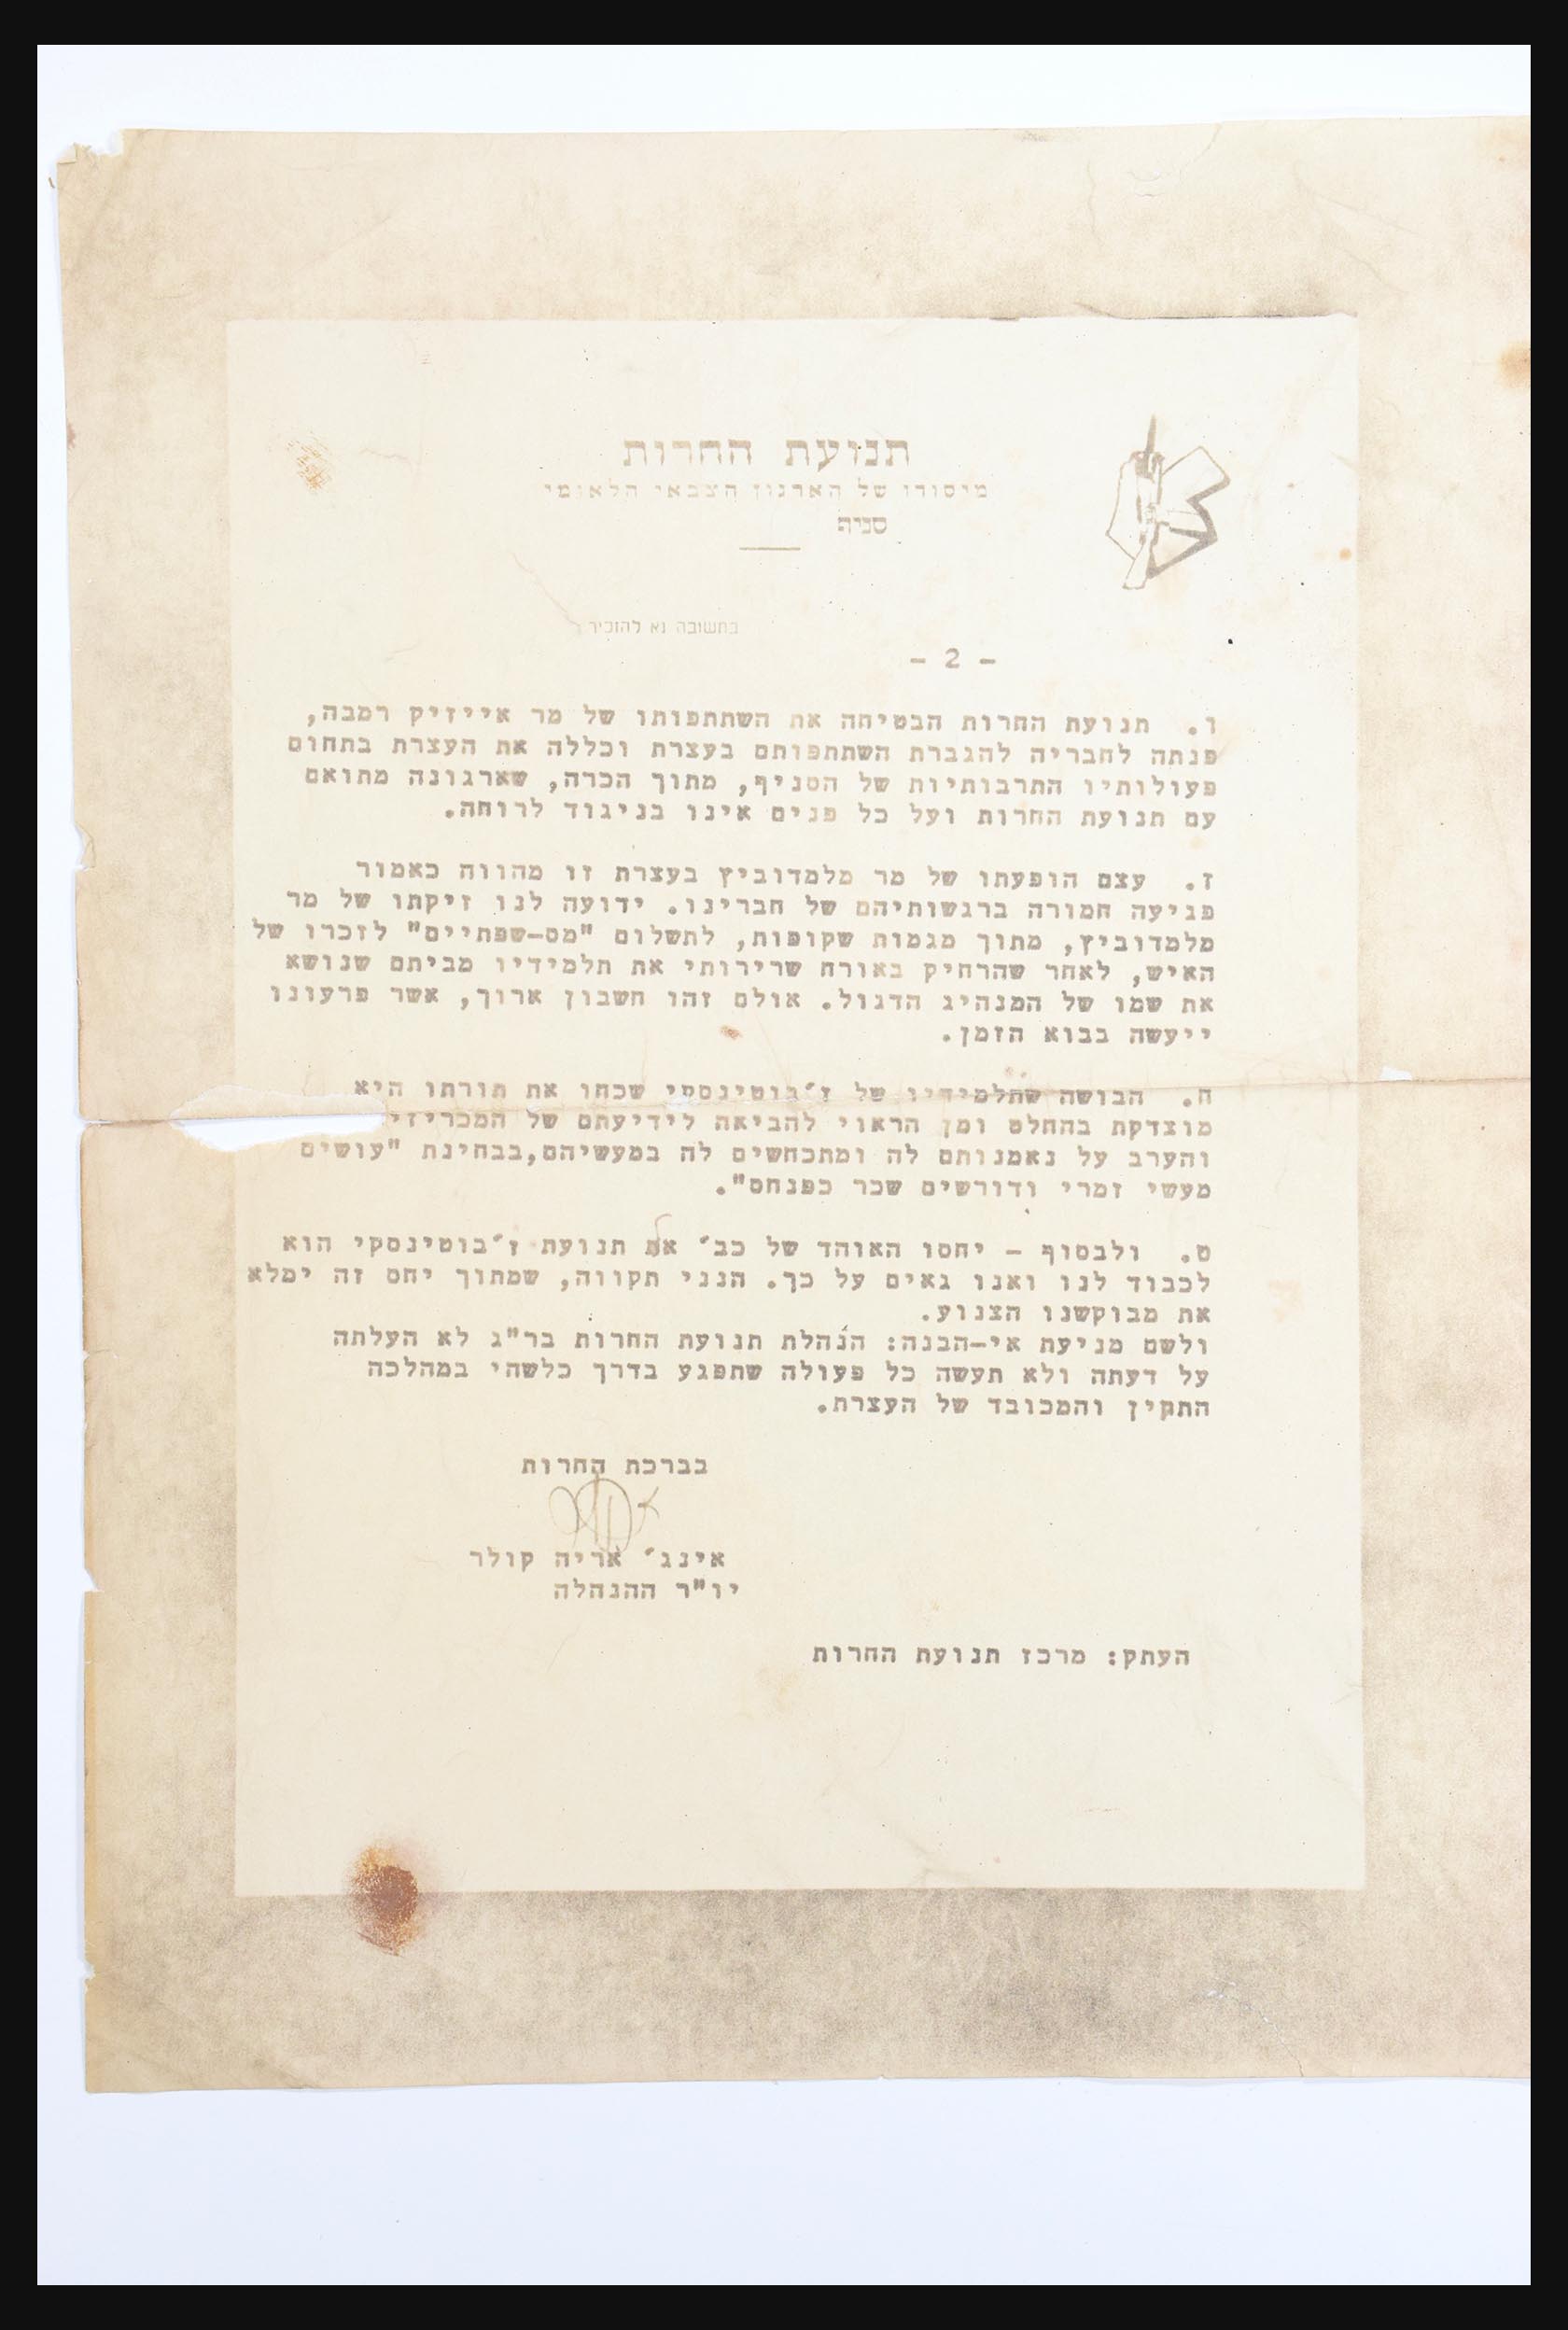 תנועת החרות
מיסודו של הארגון הצבאי הלאומי
סניף
בתשובה נא להזכיר
- 2 -
ו. תנועת החרות הבטיחה את השתתפותו של מר אייזיק רמבה,
פנתה לחבריה להגברת השתתפותם בעצרת וכללה את העצרת בתחום
פעולותיו התרבותיות של הסניף, מתוך הכרה, שארגונה מתואם
עם תנועת החרות ועל כל פנים אינו בניגוד לרוחה.
ז. עצם הופעתו של מר מלמדוביץ בעצרת זו מהווה כאמור
פגיעה חמורה ברגשותיהם של חברינו. ידועה לנו זיקתו של מר
מלמדוביץ, מתוך מגמות שקופות, לתשלום "מס-שפתיים" לזכרו של
האיש, לאחר שהרחיק באורח שרירותי את תלמידיו מביתם שנושא
את שמו של המנהיג הדגול. אולם זהו חשבון ארוך, אשר פרעונו
ייעשה בבוא הזמן.
ח. הבושה שתלמידיו של ז'בוטינסקי שכחו את תורתו היא
מוצדקת בהחלט ומן הראוי להביאה לידיעתם של המכריזי
והערב על נאמנותם לה ומתכחשים לה במעשיהם,בבחינת "עושים
מעשי זמרי ודורשים שכר כפנחס".
ט. ולבסוף - יחסו האוהד של כב' אל תנועת ז'בוטינסקי הוא
לכבוד לנו ואנו גאים על כך. הנני תקווה, שמתוך יחס זה ימלא
את מבוקשנו הצנוע.
ולשם מניעת אי-הבנה: הנהלת תנועת החרות בר"ג לא העלתה
על דעתה ולא תעשה כל פעולה שתפגע בדרך כלשהי במהלכה
התקין והמכובד של העצרת.
בברכת החרות
אינג' אריה קולר
יו"ר ההנהלה
העתק: מרכז תנועת החרות